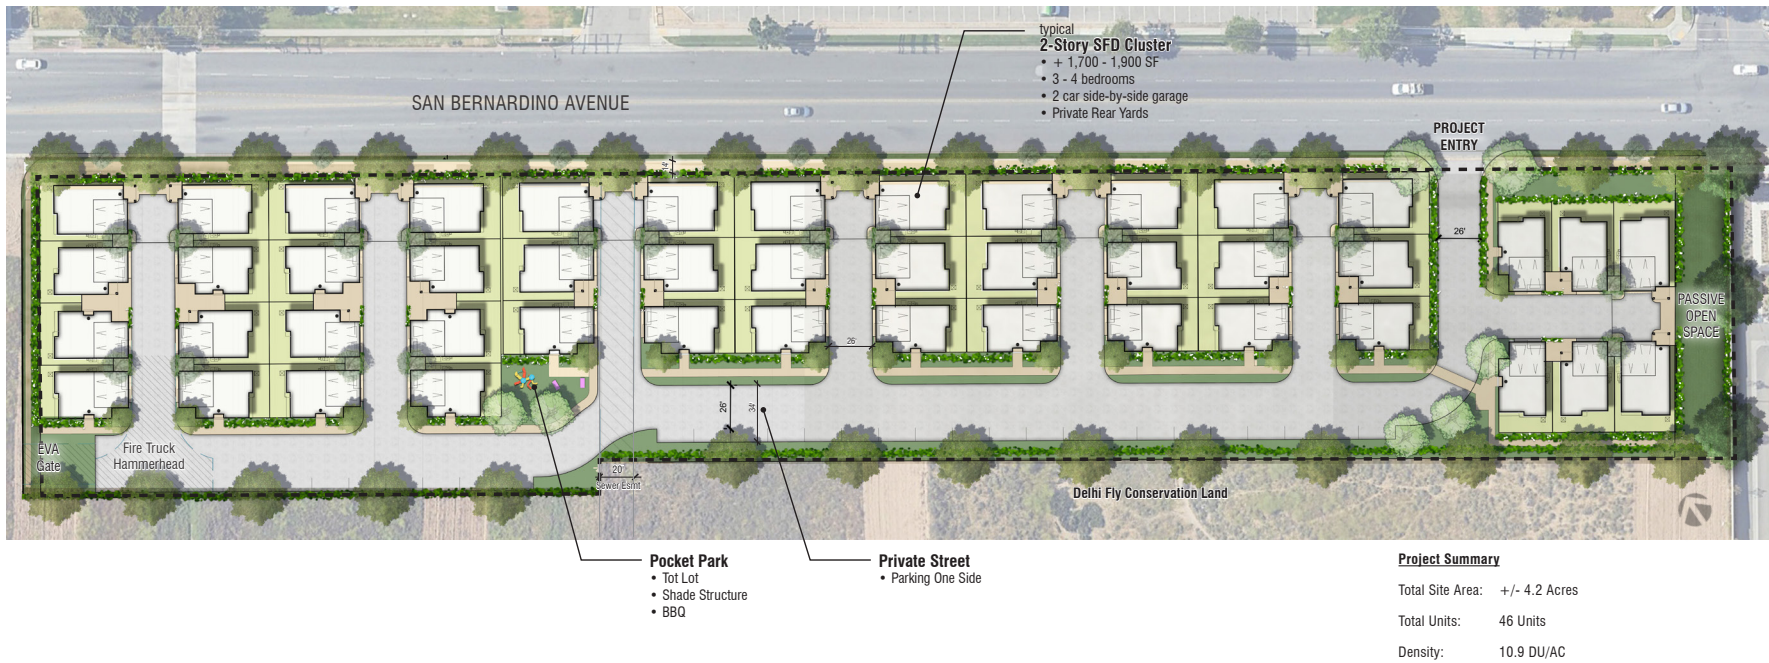 typical
2-Story SFD Cluster
• + 1,700 - 1,900 SF
• 3 - 4 bedrooms
• 2 car side-by-side garage
• Private Rear Yards
SAN BERNARDINO AVENUE
PROJECT
ENTRY
14'
26'
PASSIVE
OPEN
SPACE
26'
26'
34'
EVA
Gate
Fire Truck
Hammerhead
20'
Sewer Esmt
Delhi Fly Conservation Land
Pocket Park
• Tot Lot
• Shade Structure
• BBQ
Private Street
• Parking One Side
Project Summary
Total Site Area: +/- 4.2 Acres
Total Units: 46 Units
Density: 10.9 DU/AC